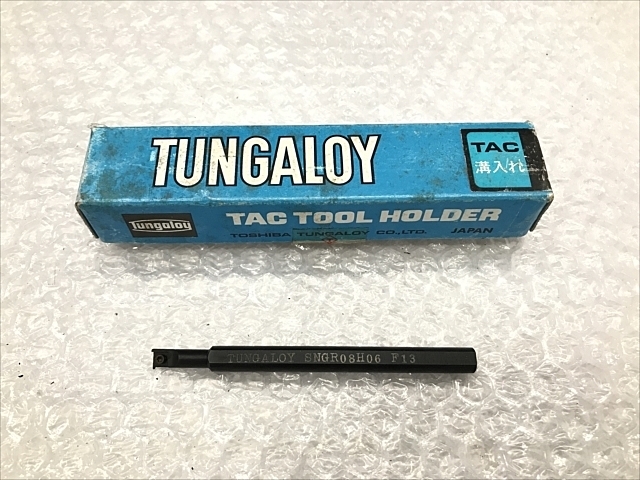 TUNGALOY
TAC
溝入れ
Tungaloy
TAC TOOL HOLDER
TOSHIBA TUNGALOY CO.,LTD. JAPAN
TUNGALOY SNGR08H06 F13